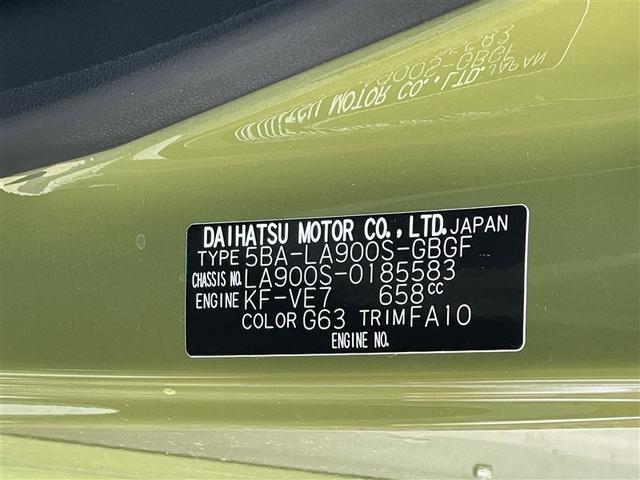 DAIHATSU MOTOR CO., LTD. JAPAN
TYPE 5BA-LA900S-GBGF
CHASSIS NO. LA900S-0185583
ENGINE KF-VE7 658cc
COLOR G63 TRIM FA10
ENGINE NO.